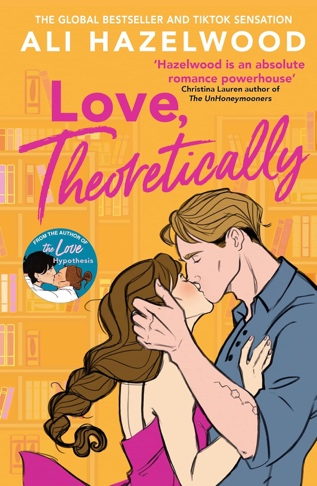 THE GLOBAL BESTSELLER AND TIKTOK SENSATION
ALI HAZELWOOD
'Hazelwood is an absolute
romance powerhouse'
Christina Lauren author of
The UnHoneymooners
Love,
Theoretically
FROM THE AUTHOR OF
the Love
Hypothesis